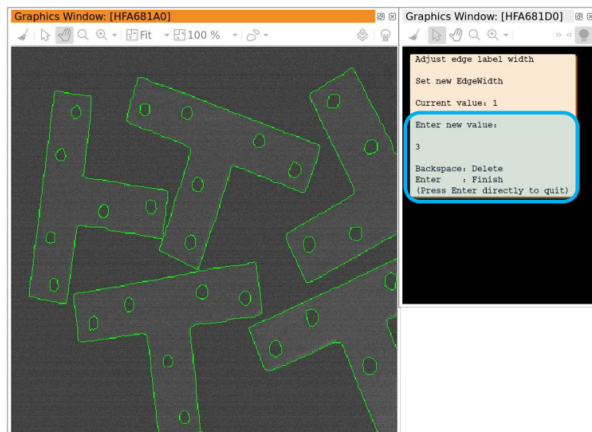 Graphics Window: [HFA681A0]
Fit
100 %
Graphics Window: [HFA681D0]
Adjust edge label width
Set new EdgeWidth
Current value: 1
Enter new value:
3
Backspace: Delete
Enter : Finish
(Press Enter directly to quit)